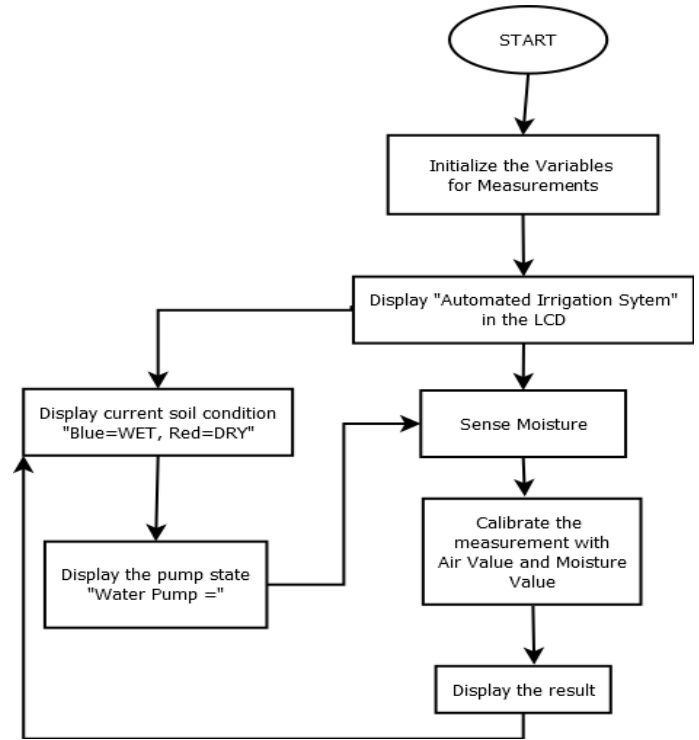 START
Initialize the Variables
for Measurements
Display "Automated Irrigation Sytem"
in the LCD
Display current soil condition
"Blue=WET, Red=DRY"
Sense Moisture
Display the pump state
"Water Pump ="
Calibrate the
measurement with
Air Value and Moisture
Value
Display the result